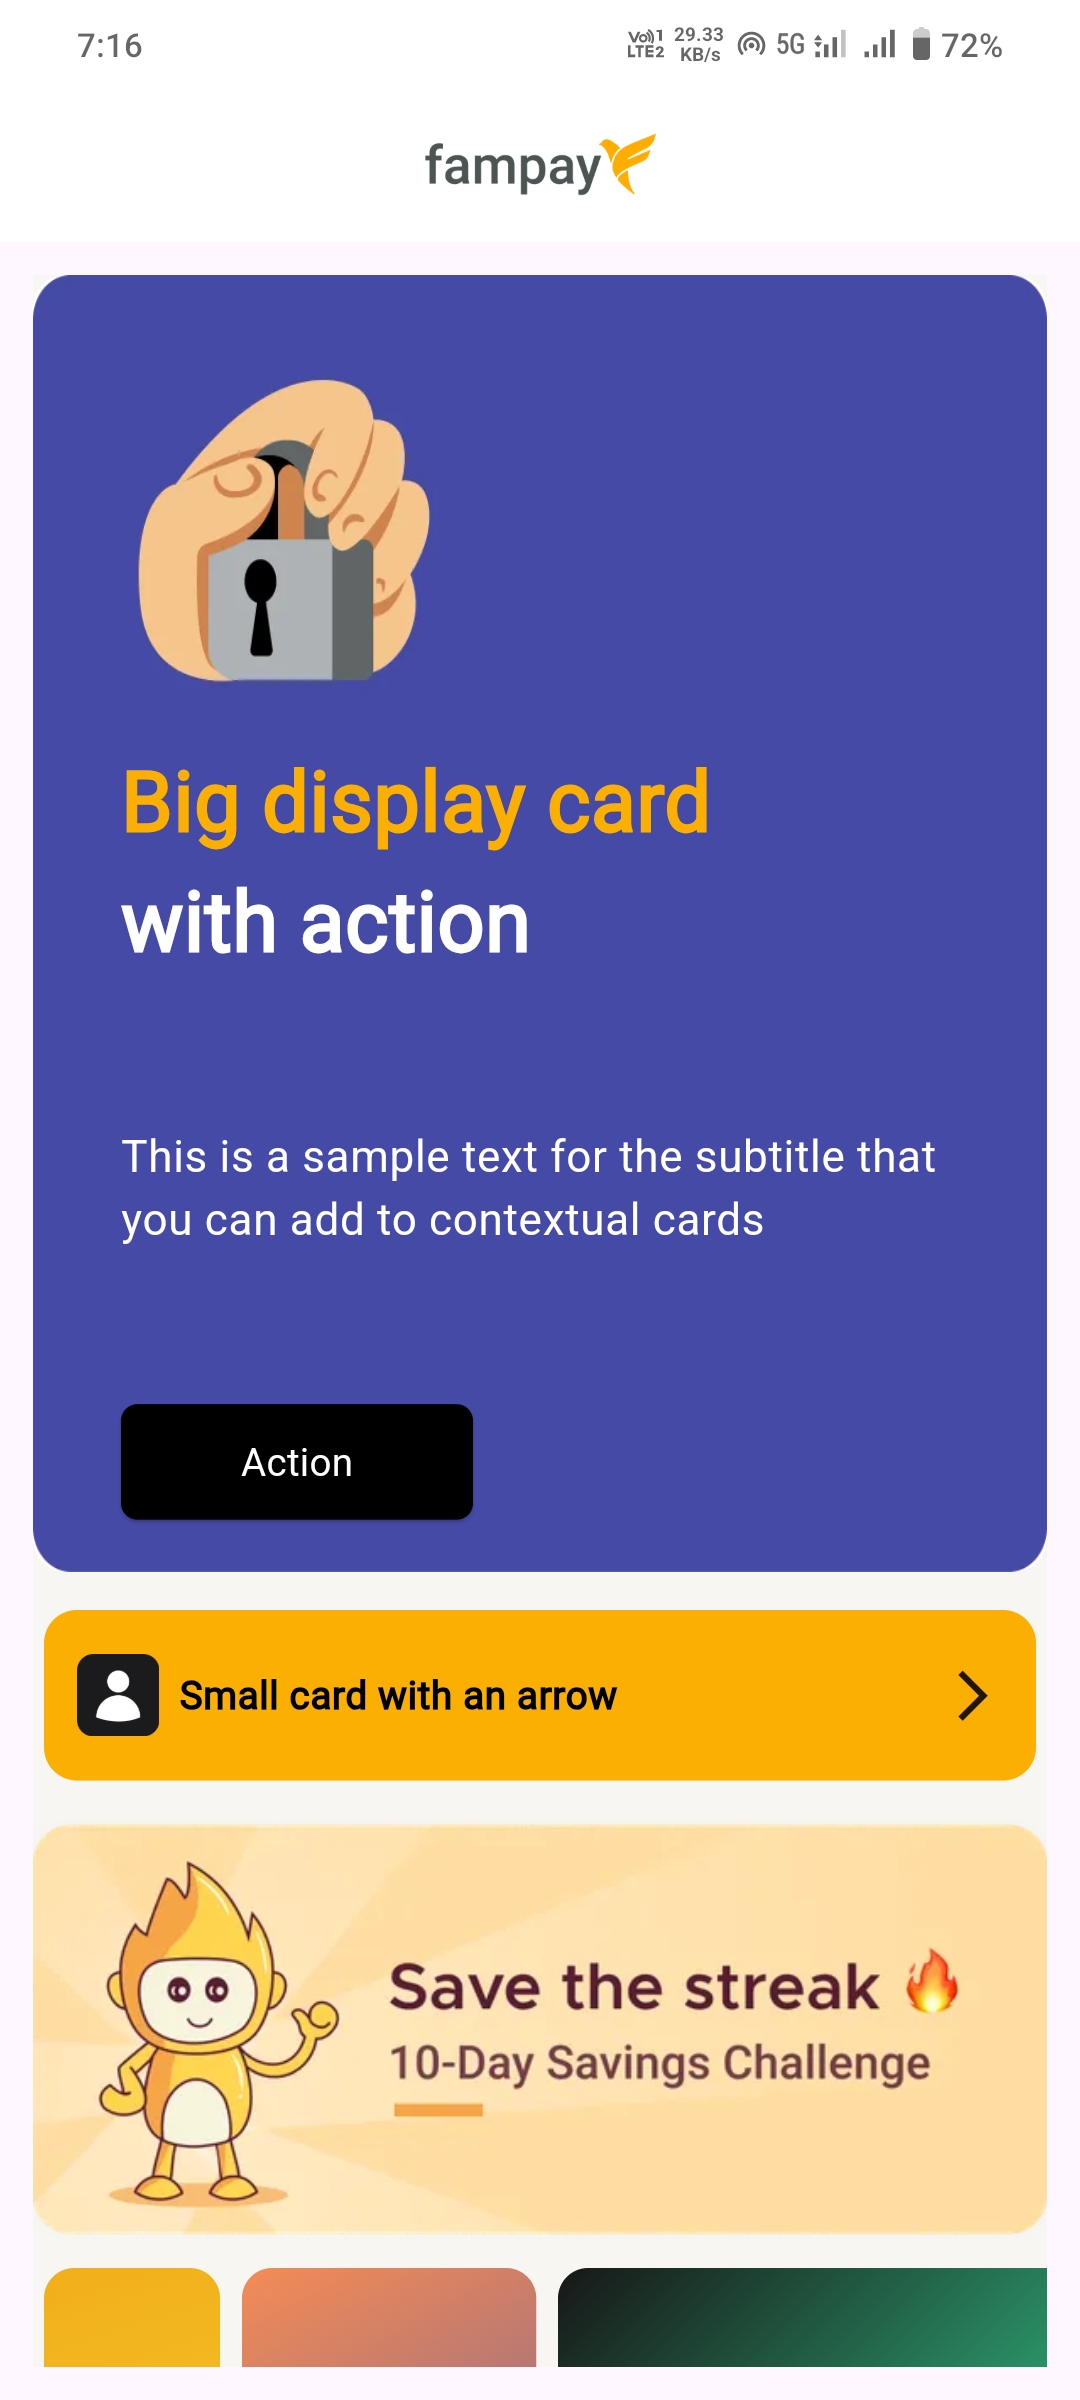 7:16
Vo)) 1 LTE2 29.33 KB/s 5G 72%
fampay
Big display card
with action
This is a sample text for the subtitle that
you can add to contextual cards
Action
Small card with an arrow
Save the streak 🔥
10-Day Savings Challenge